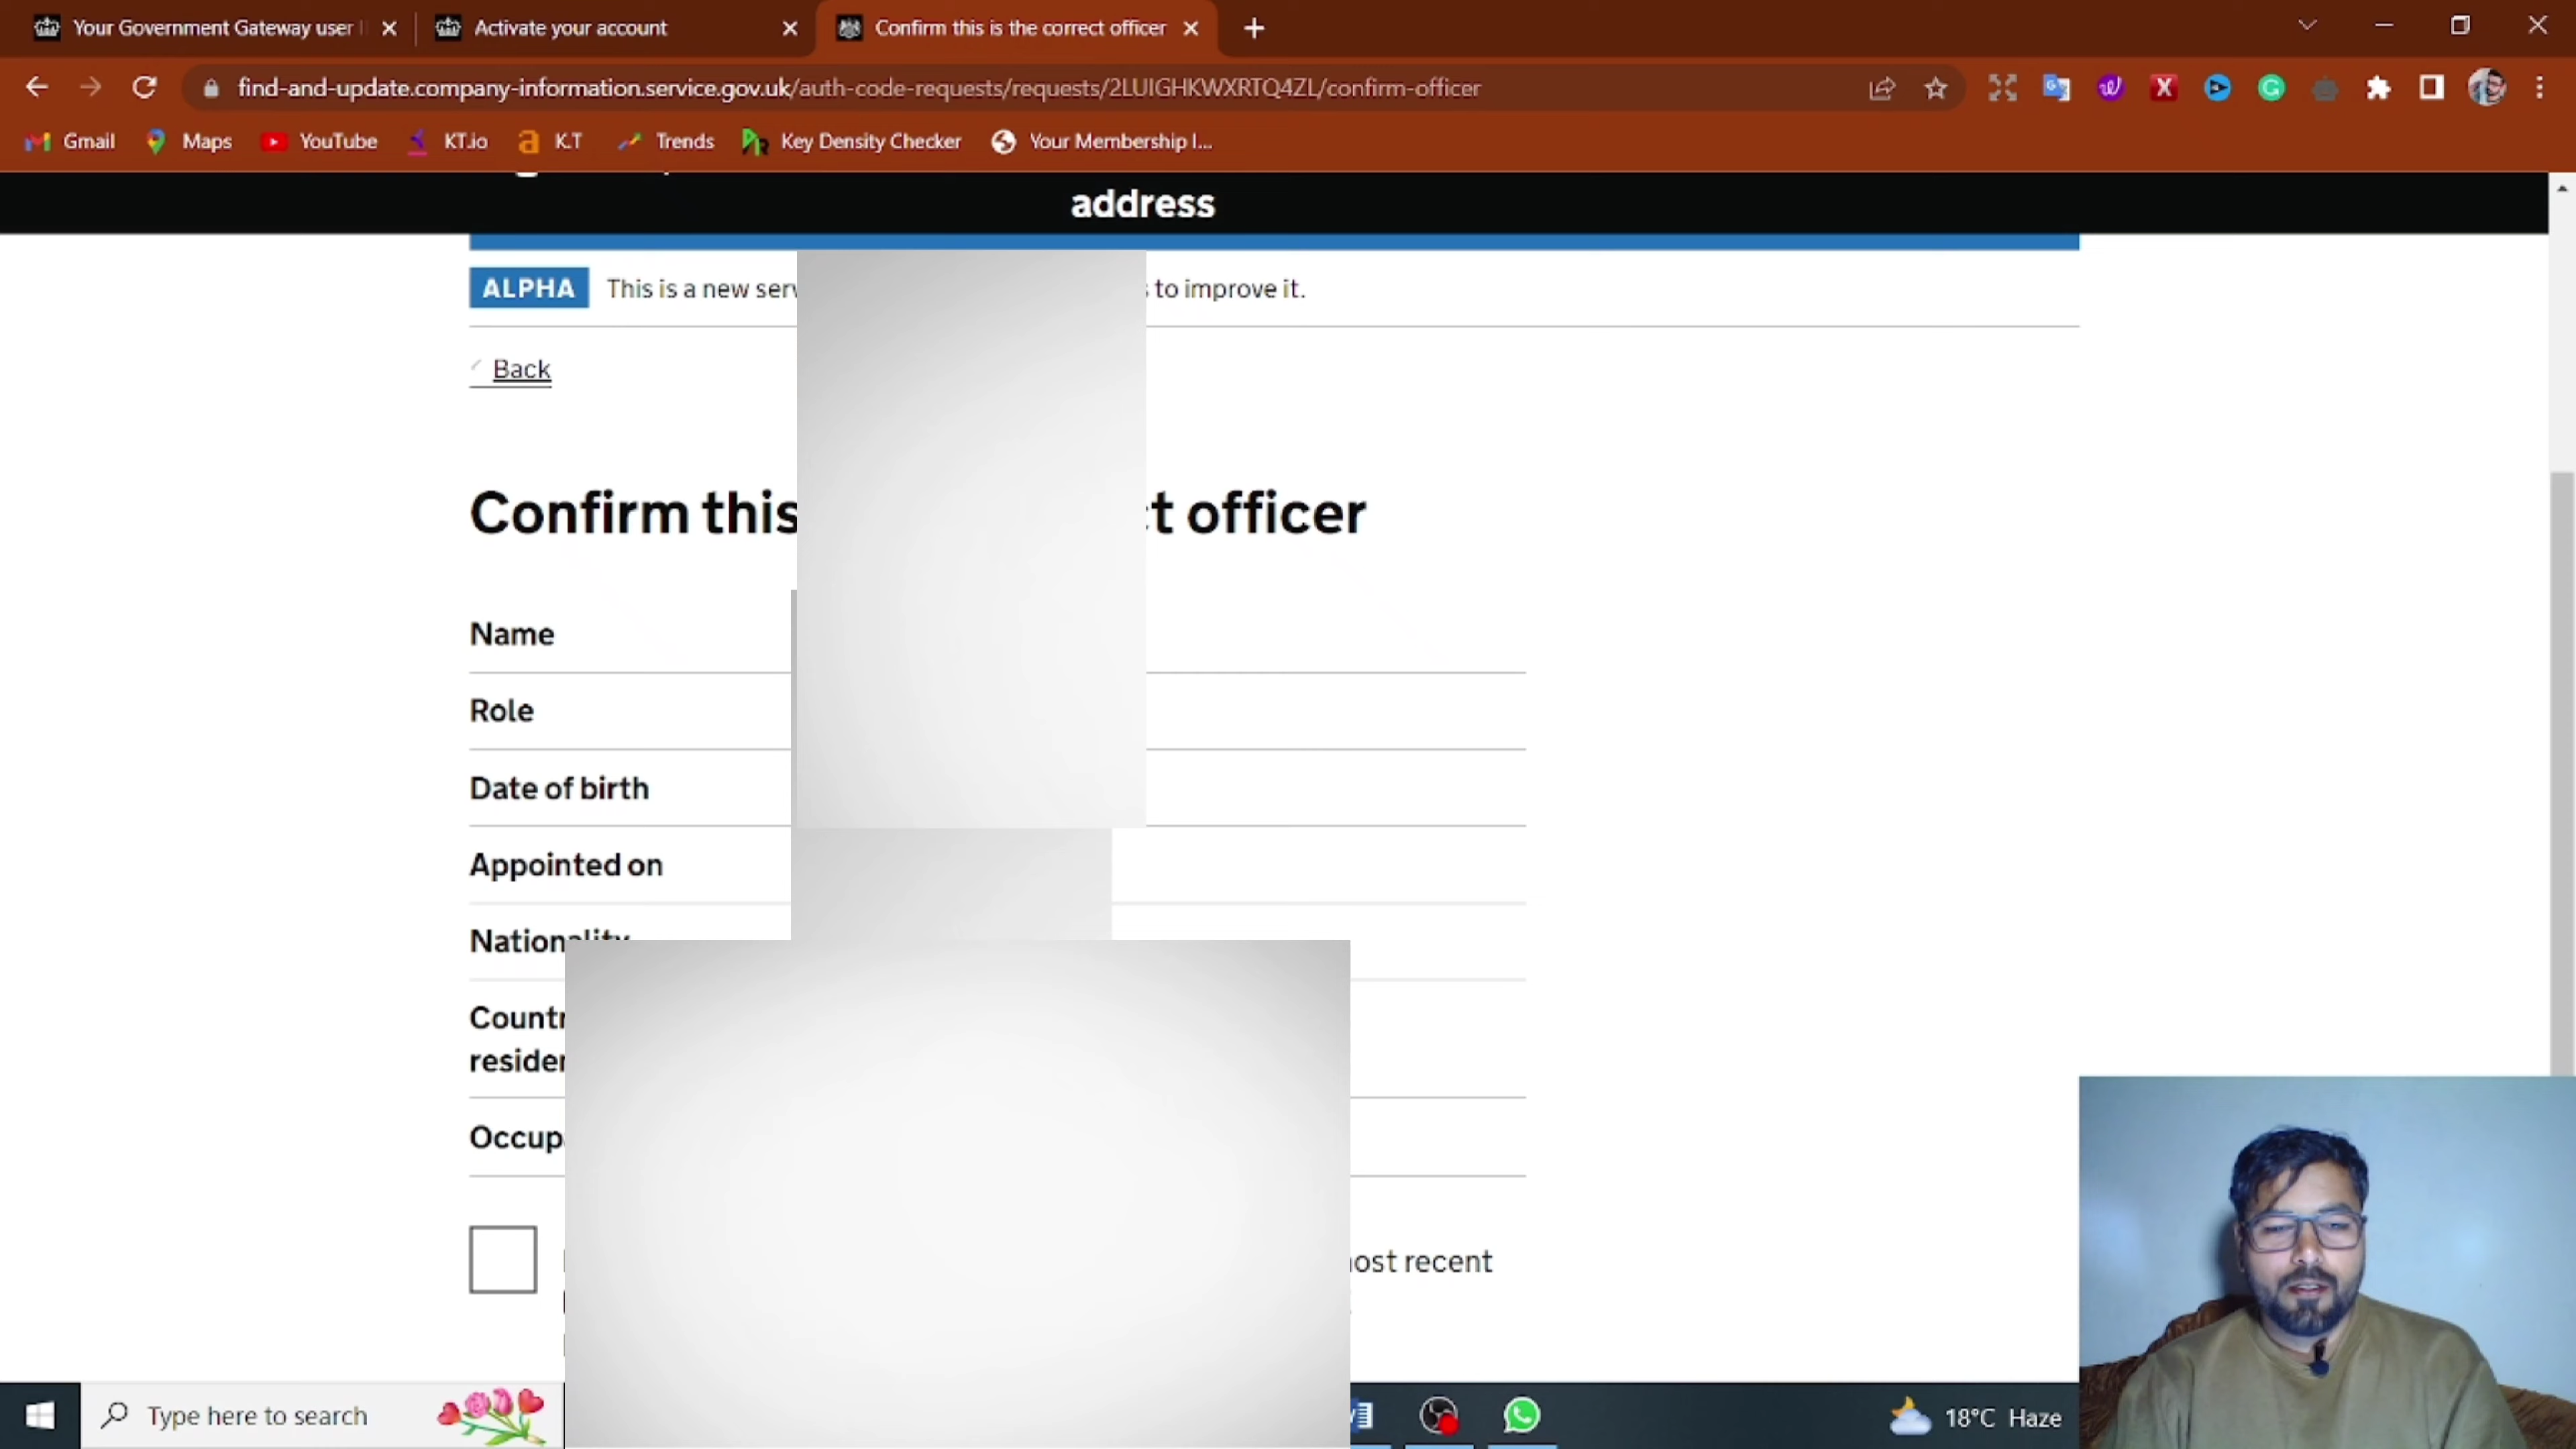 Your Government Gateway user I
Activate your account
Confirm this is the correct officer
find-and-update.company-information.service.gov.uk/auth-code-requests/requests/2LUIGHKWXRTQ4ZL/confirm-officer
Gmail
Maps
YouTube
KT.io
K.T
Trends
Key Density Checker
Your Membership I...
address
ALPHA
This is a new serv
to improve it.
Back
Confirm this
ct officer
Name
Role
Date of birth
Appointed on
Nationality
Countr
resider
Occup
ost recent
Type here to search
18°C Haze